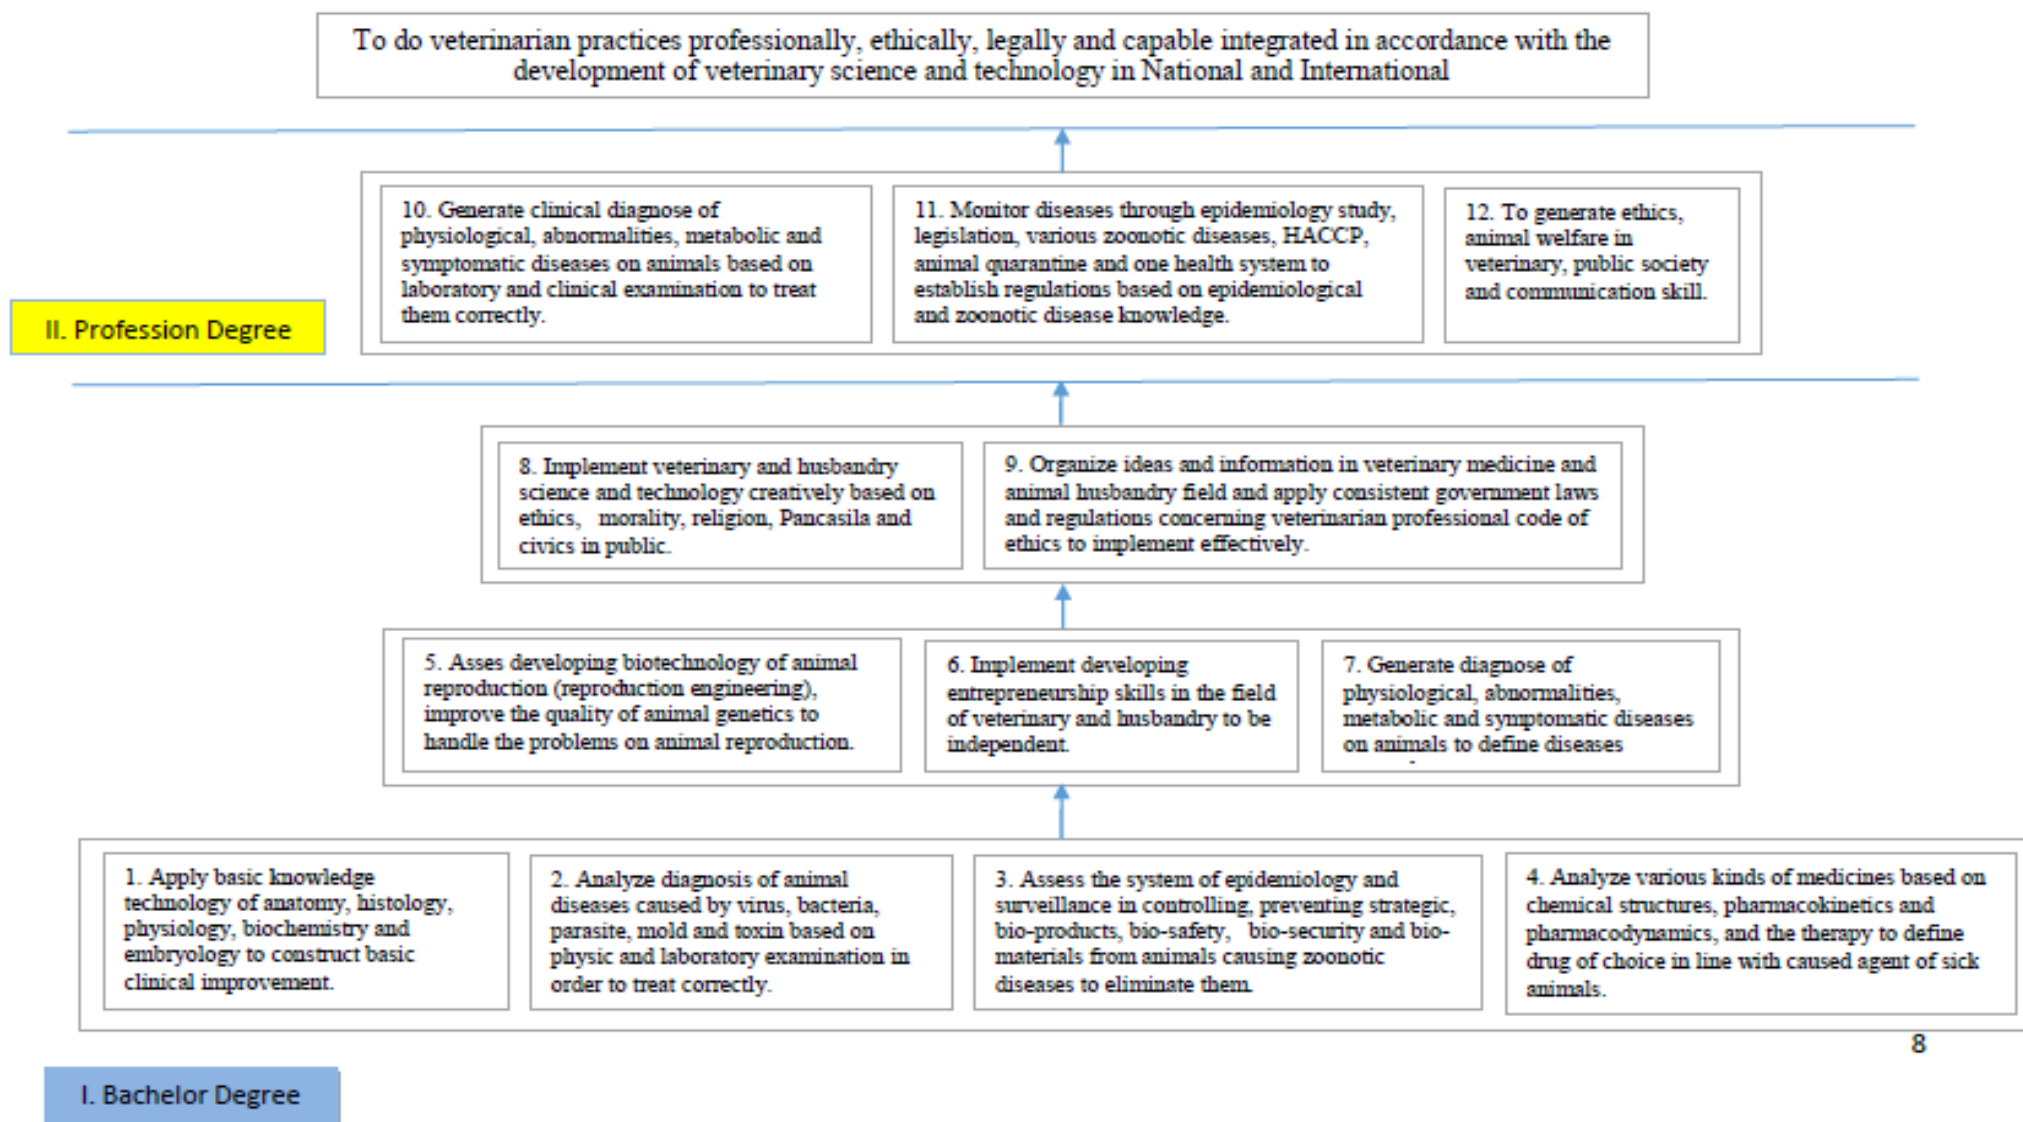 To do veterinarian practices professionally, ethically, legally and capable integrated in accordance with the
development of veterinary science and technology in National and International
10. Generate clinical diagnose of
physiological, abnormalities, metabolic and
symptomatic diseases on animals based on
laboratory and clinical examination to treat
them correctly.
11. Monitor diseases through epidemiology study,
legislation, various zoonotic diseases, HACCP,
animal quarantine and one health system to
establish regulations based on epidemiological
and zoonotic disease knowledge.
12. To generate ethics,
animal welfare in
veterinary, public society
and communication skill.
II. Profession Degree
8. Implement veterinary and husbandry
science and technology creatively based on
ethics, morality, religion, Pancasila and
civics in public.
9. Organize ideas and information in veterinary medicine and
animal husbandry field and apply consistent government laws
and regulations concerning veterinarian professional code of
ethics to implement effectively.
5. Asses developing biotechnology of animal
reproduction (reproduction engineering),
improve the quality of animal genetics to
handle the problems on animal reproduction.
6. Implement developing
entrepreneurship skills in the field
of veterinary and husbandry to be
independent.
7. Generate diagnose of
physiological, abnormalities,
metabolic and symptomatic diseases
on animals to define diseases
1. Apply basic knowledge
technology of anatomy, histology,
physiology, biochemistry and
embryology to construct basic
clinical improvement.
2. Analyze diagnosis of animal
diseases caused by virus, bacteria,
parasite, mold and toxin based on
physic and laboratory examination in
order to treat correctly.
3. Assess the system of epidemiology and
surveillance in controlling, preventing strategic,
bio-products, bio-safety, bio-security and bio-
materials from animals causing zoonotic
diseases to eliminate them.
4. Analyze various kinds of medicines based on
chemical structures, pharmacokinetics and
pharmacodynamics, and the therapy to define
drug of choice in line with caused agent of sick
animals.
8
I. Bachelor Degree